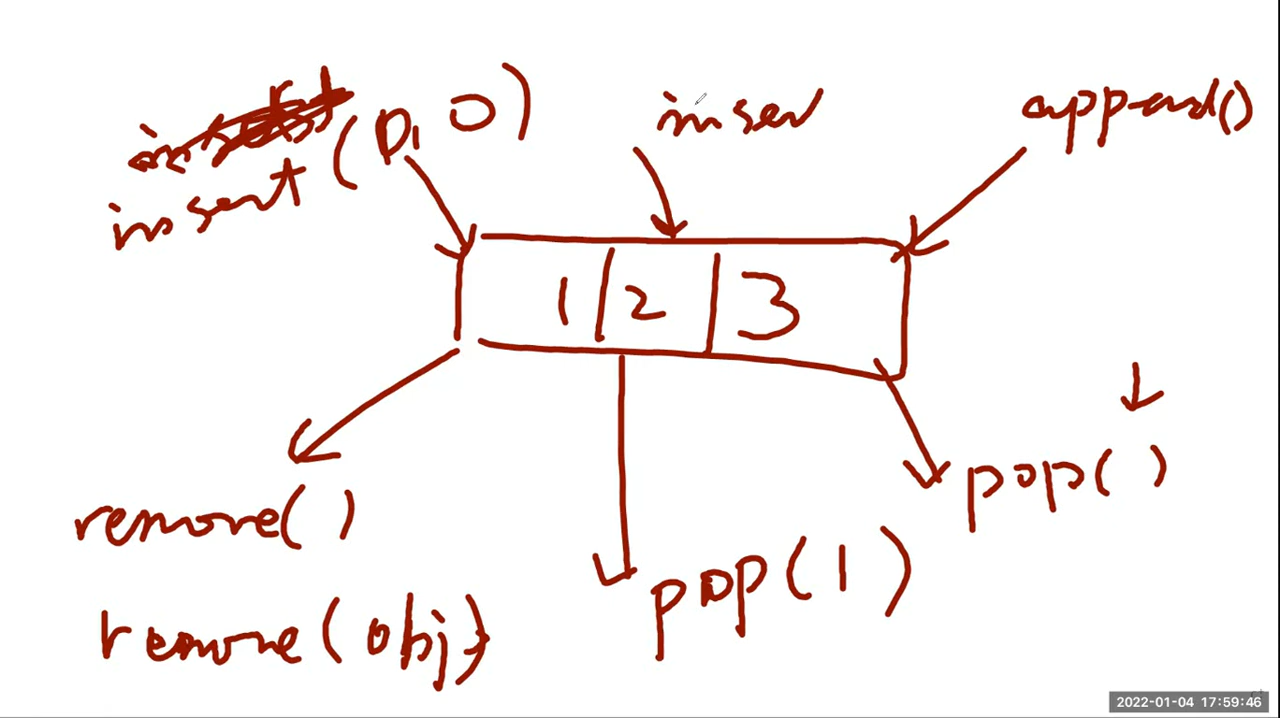 insert (0, 0)
inser
append()
1 2 3
remove()
pop( )
pop(1)
remove(obj)
2022-01-04 17:59:46